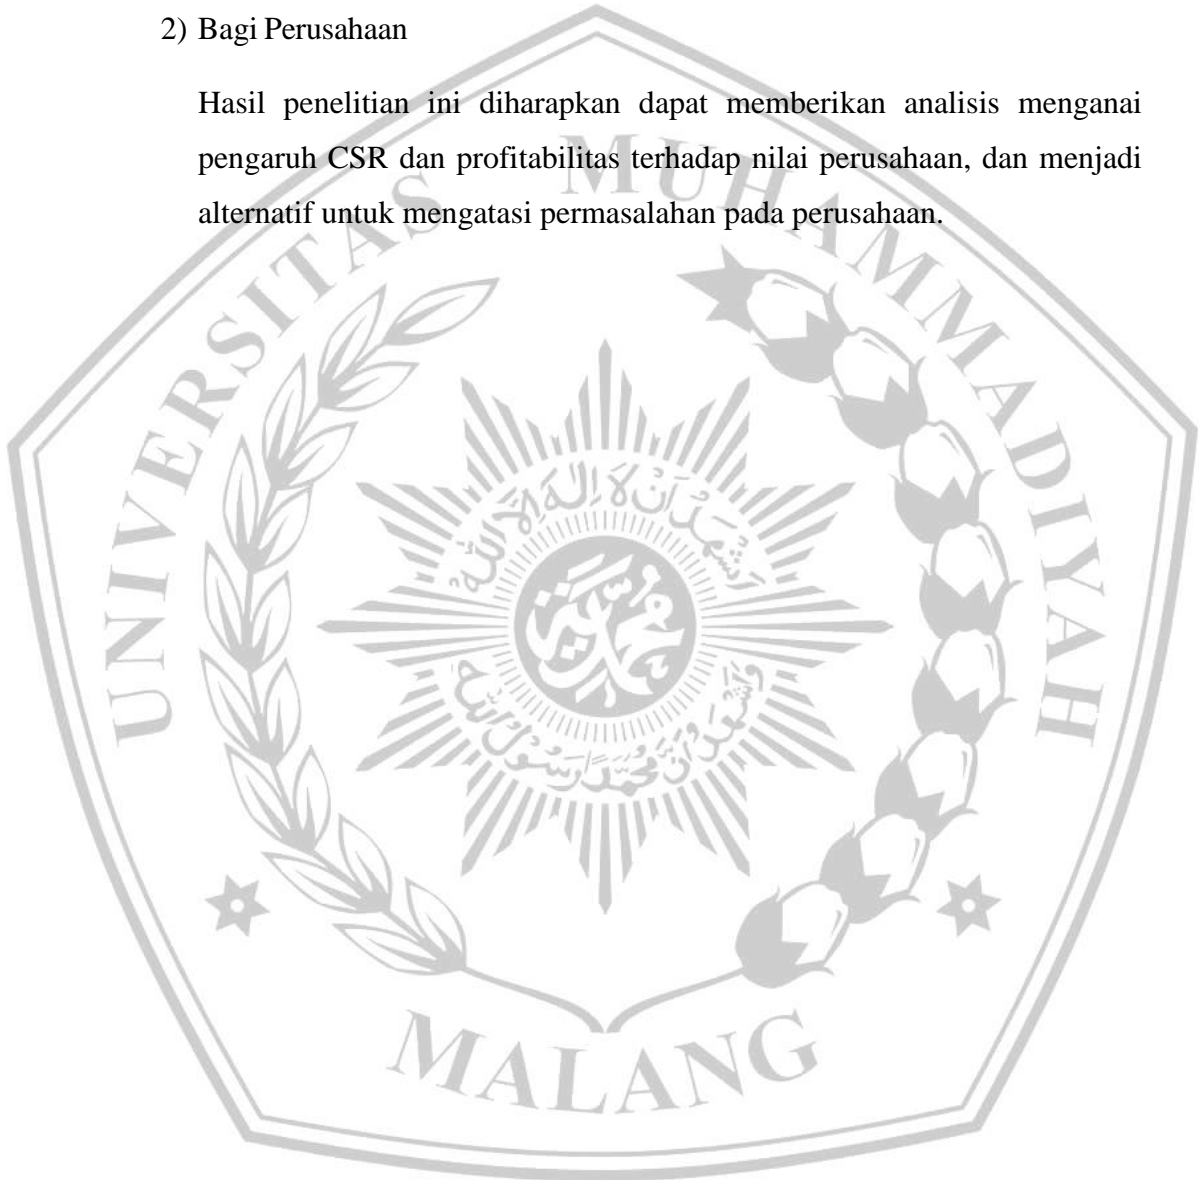 2) Bagi Perusahaan
Hasil penelitian ini diharapkan dapat memberikan analisis menganai
pengaruh CSR dan profitabilitas terhadap nilai perusahaan, dan menjadi
alternatif untuk mengatasi permasalahan pada perusahaan.
UNIVERSITAS MUHAMMADIYAH
MALANG